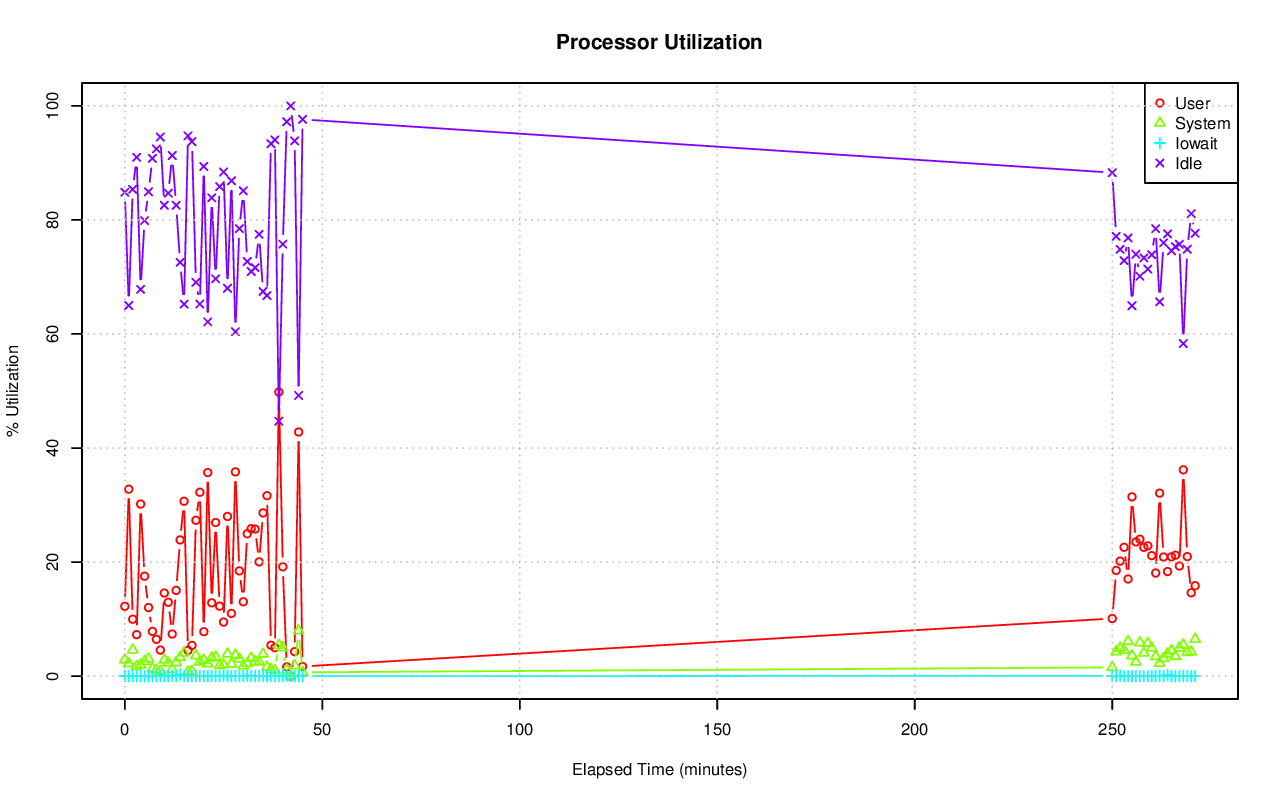 Processor Utilization
User
System
Iowait
Idle
% Utilization
100
80
60
40
20
0
0 50 100 150 200 250
Elapsed Time (minutes)